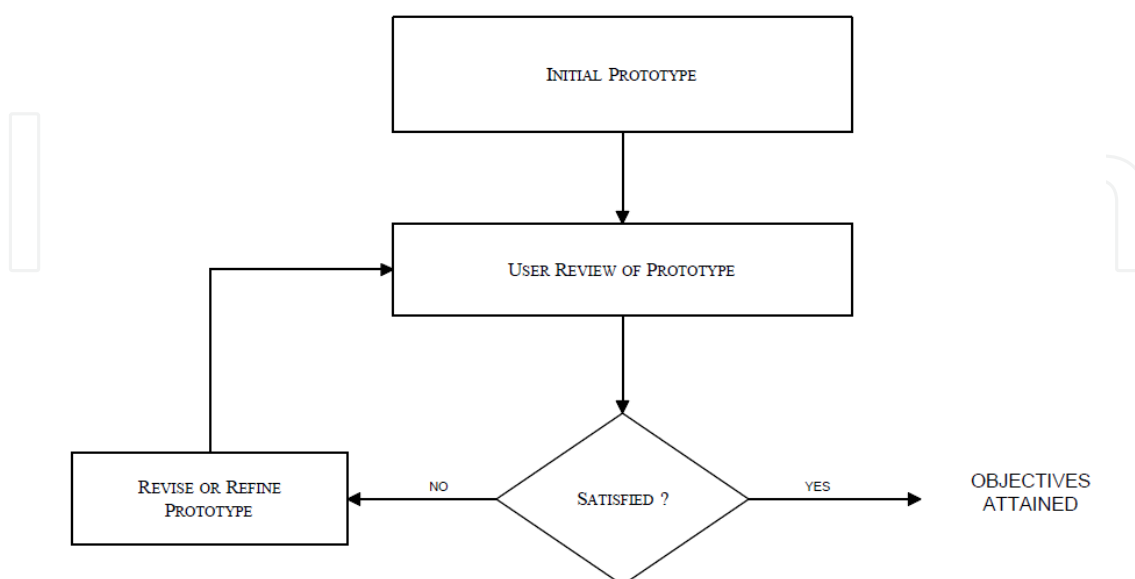 INITIAL PROTOTYPE
USER REVIEW OF PROTOTYPE
REVISE OR REFINE
PROTOTYPE
NO
SATISFIED ?
YES
OBJECTIVES
ATTAINED